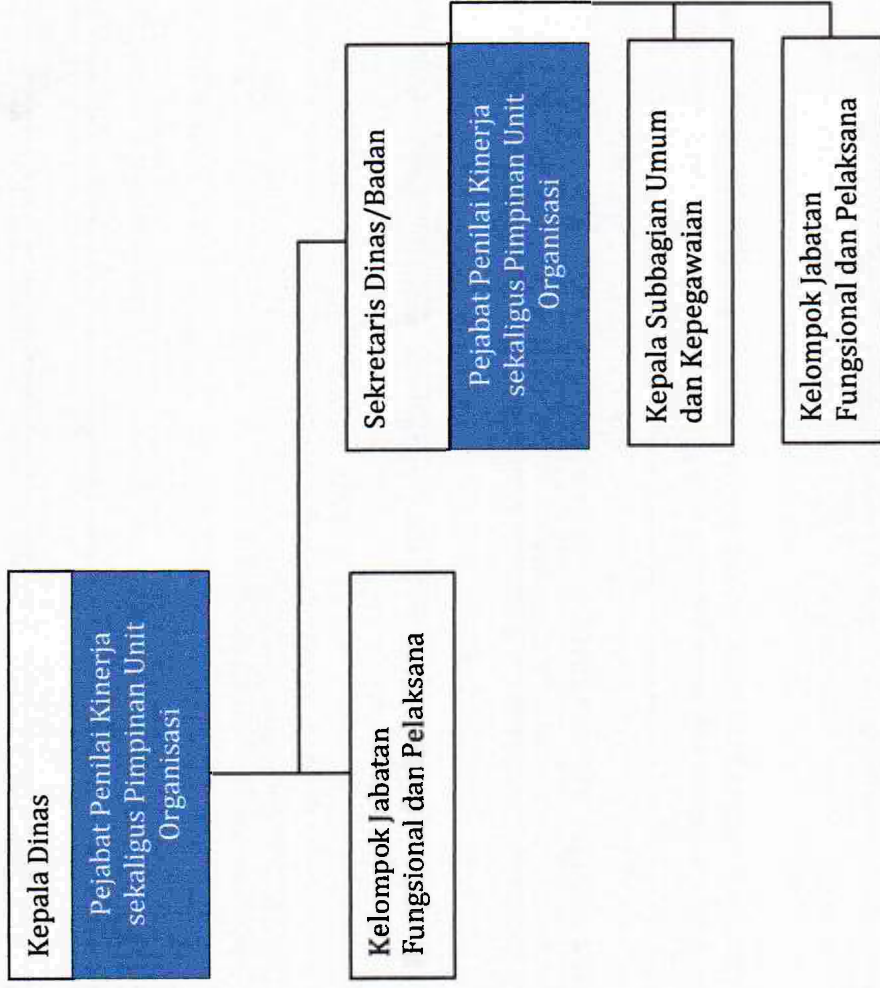 Kepala Dinas
Pejabat Penilai Kinerja
sekaligus Pimpinan Unit
Organisasi
Kelompok Jabatan
Fungsional dan Pelaksana
Sekretaris Dinas/Badan
Pejabat Penilai Kinerja
sekaligus Pimpinan Unit
Organisasi
Kepala Subbagian Umum
dan Kepegawaian
Kelompok Jabatan
Fungsional dan Pelaksana